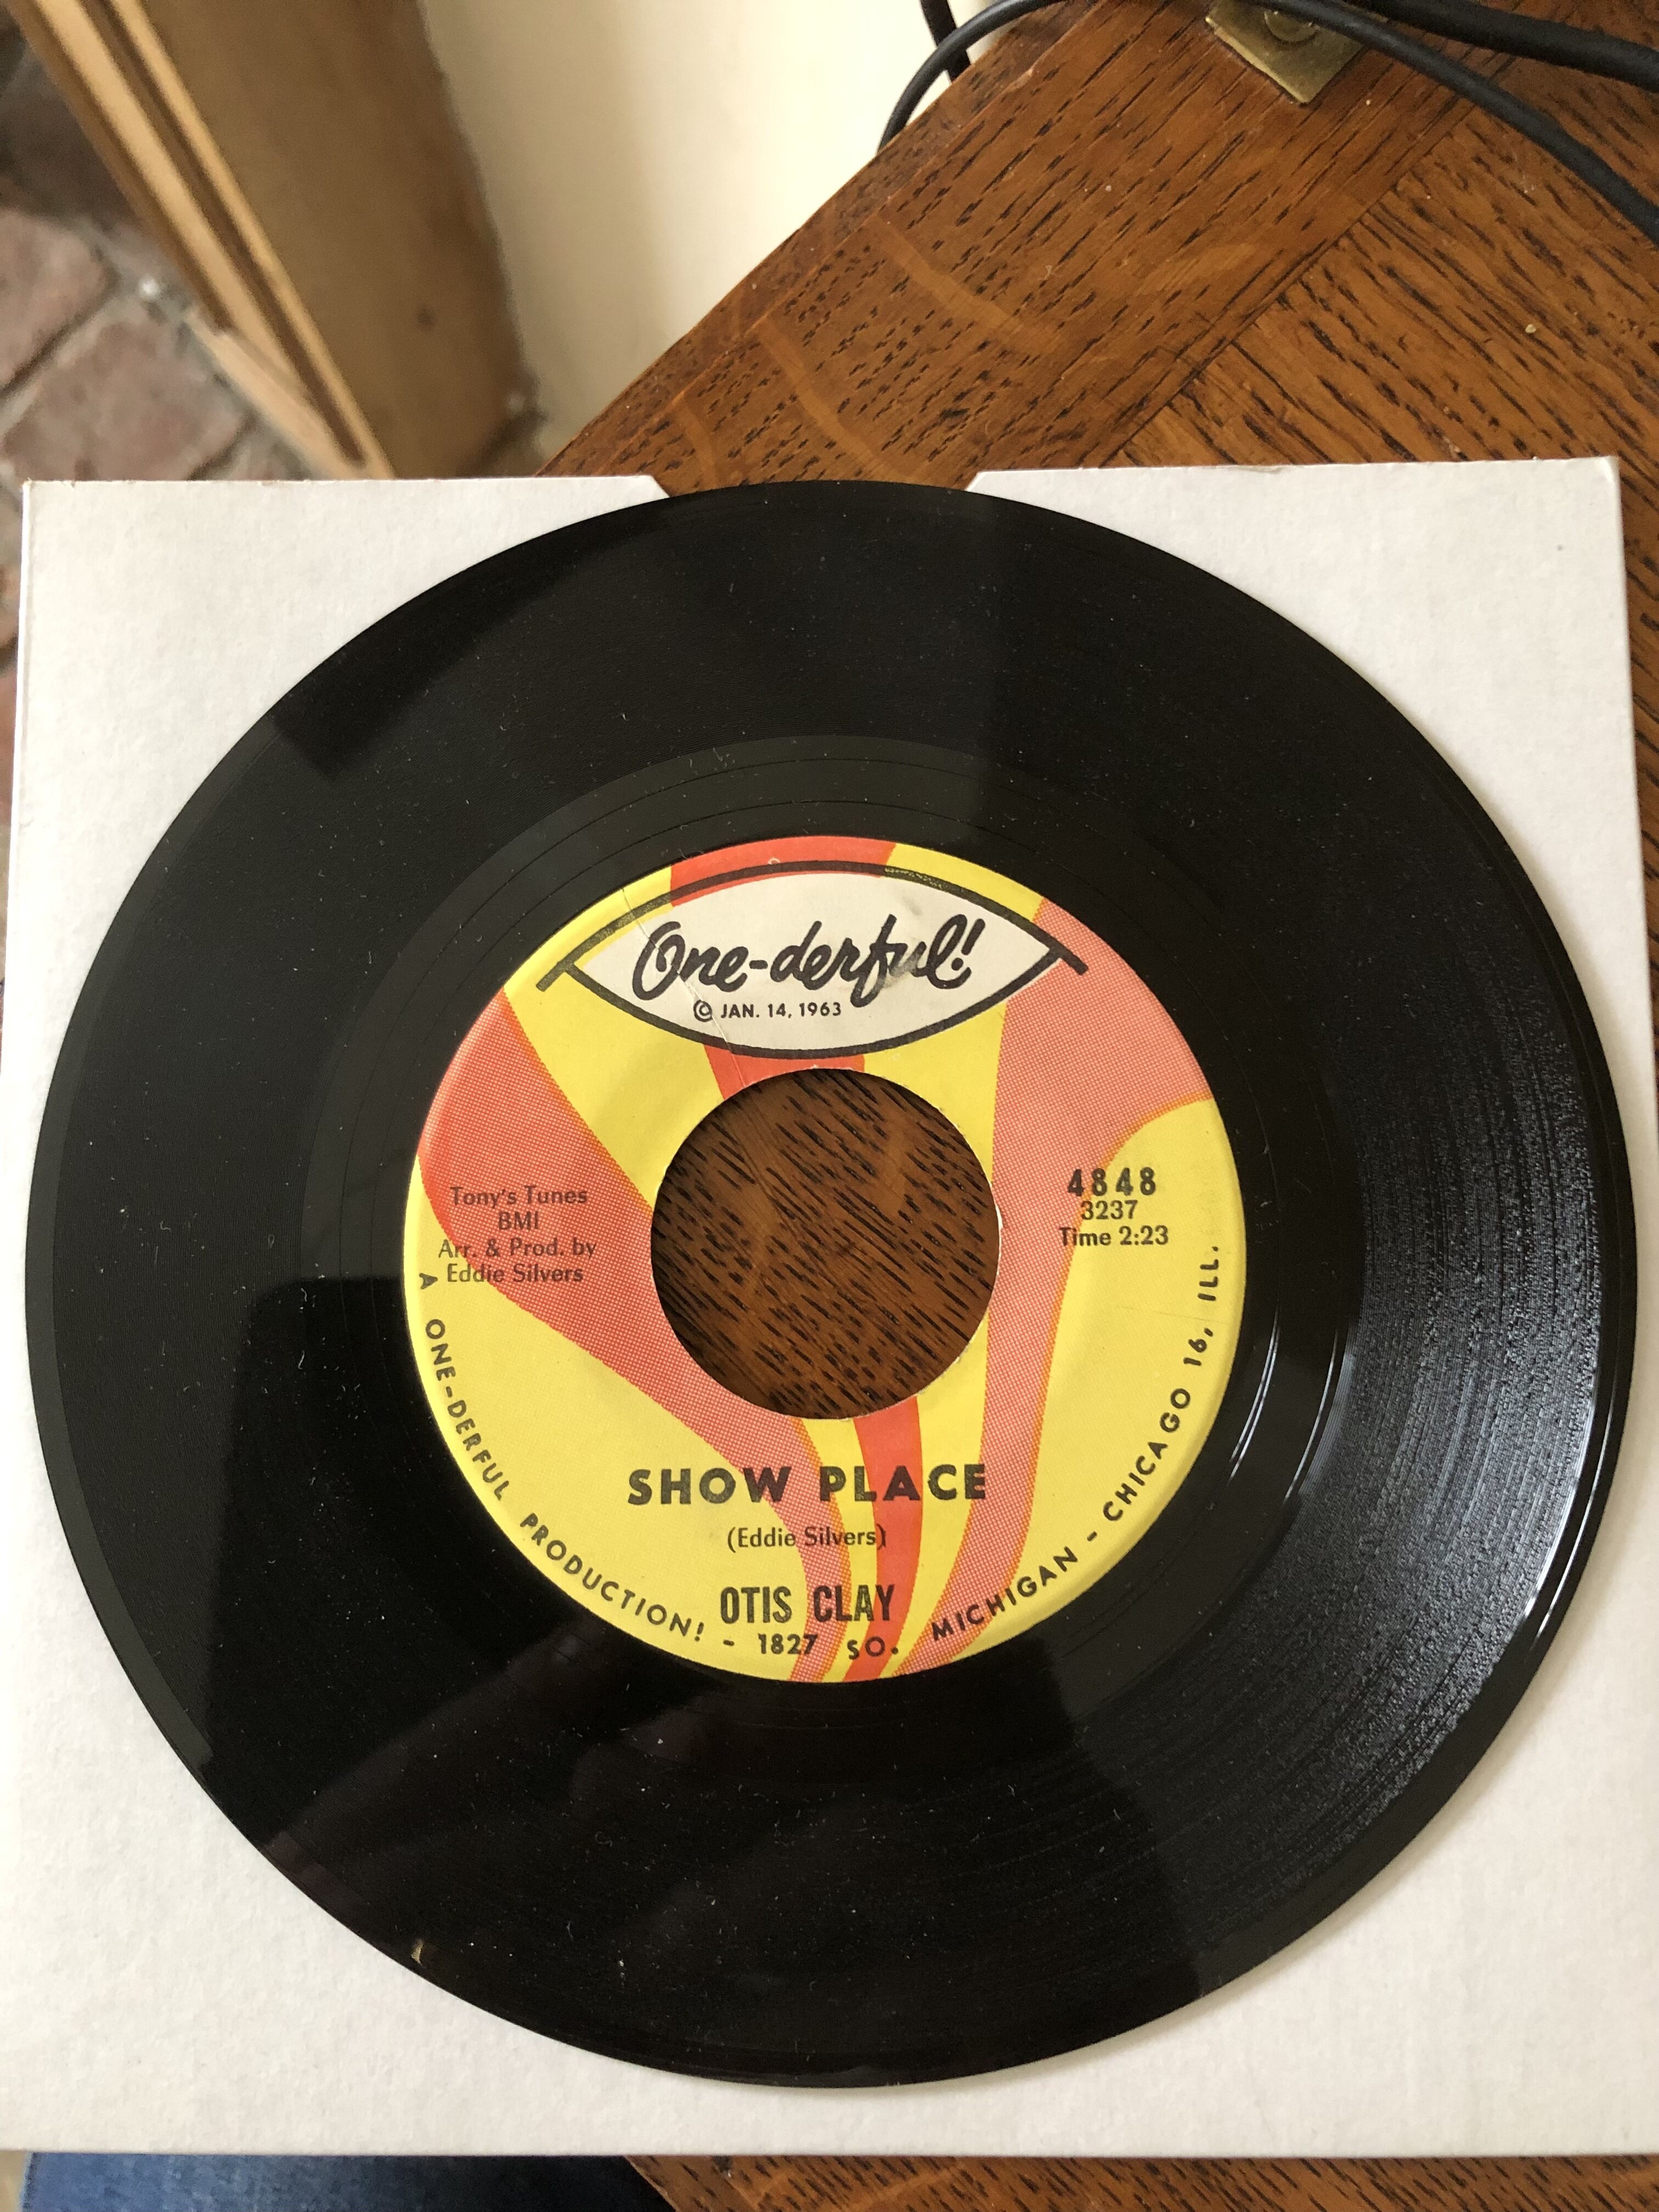 One-derful!
© JAN. 14, 1963
Tony's Tunes
BMI
Arr. & Prod. by
Eddie Silvers
4848
3237
Time 2:23
SHOW PLACE
(Eddie Silvers)
OTIS CLAY
A ONE-DERFUL PRODUCTION! - 1827 SO. MICHIGAN - CHICAGO 16, ILL.